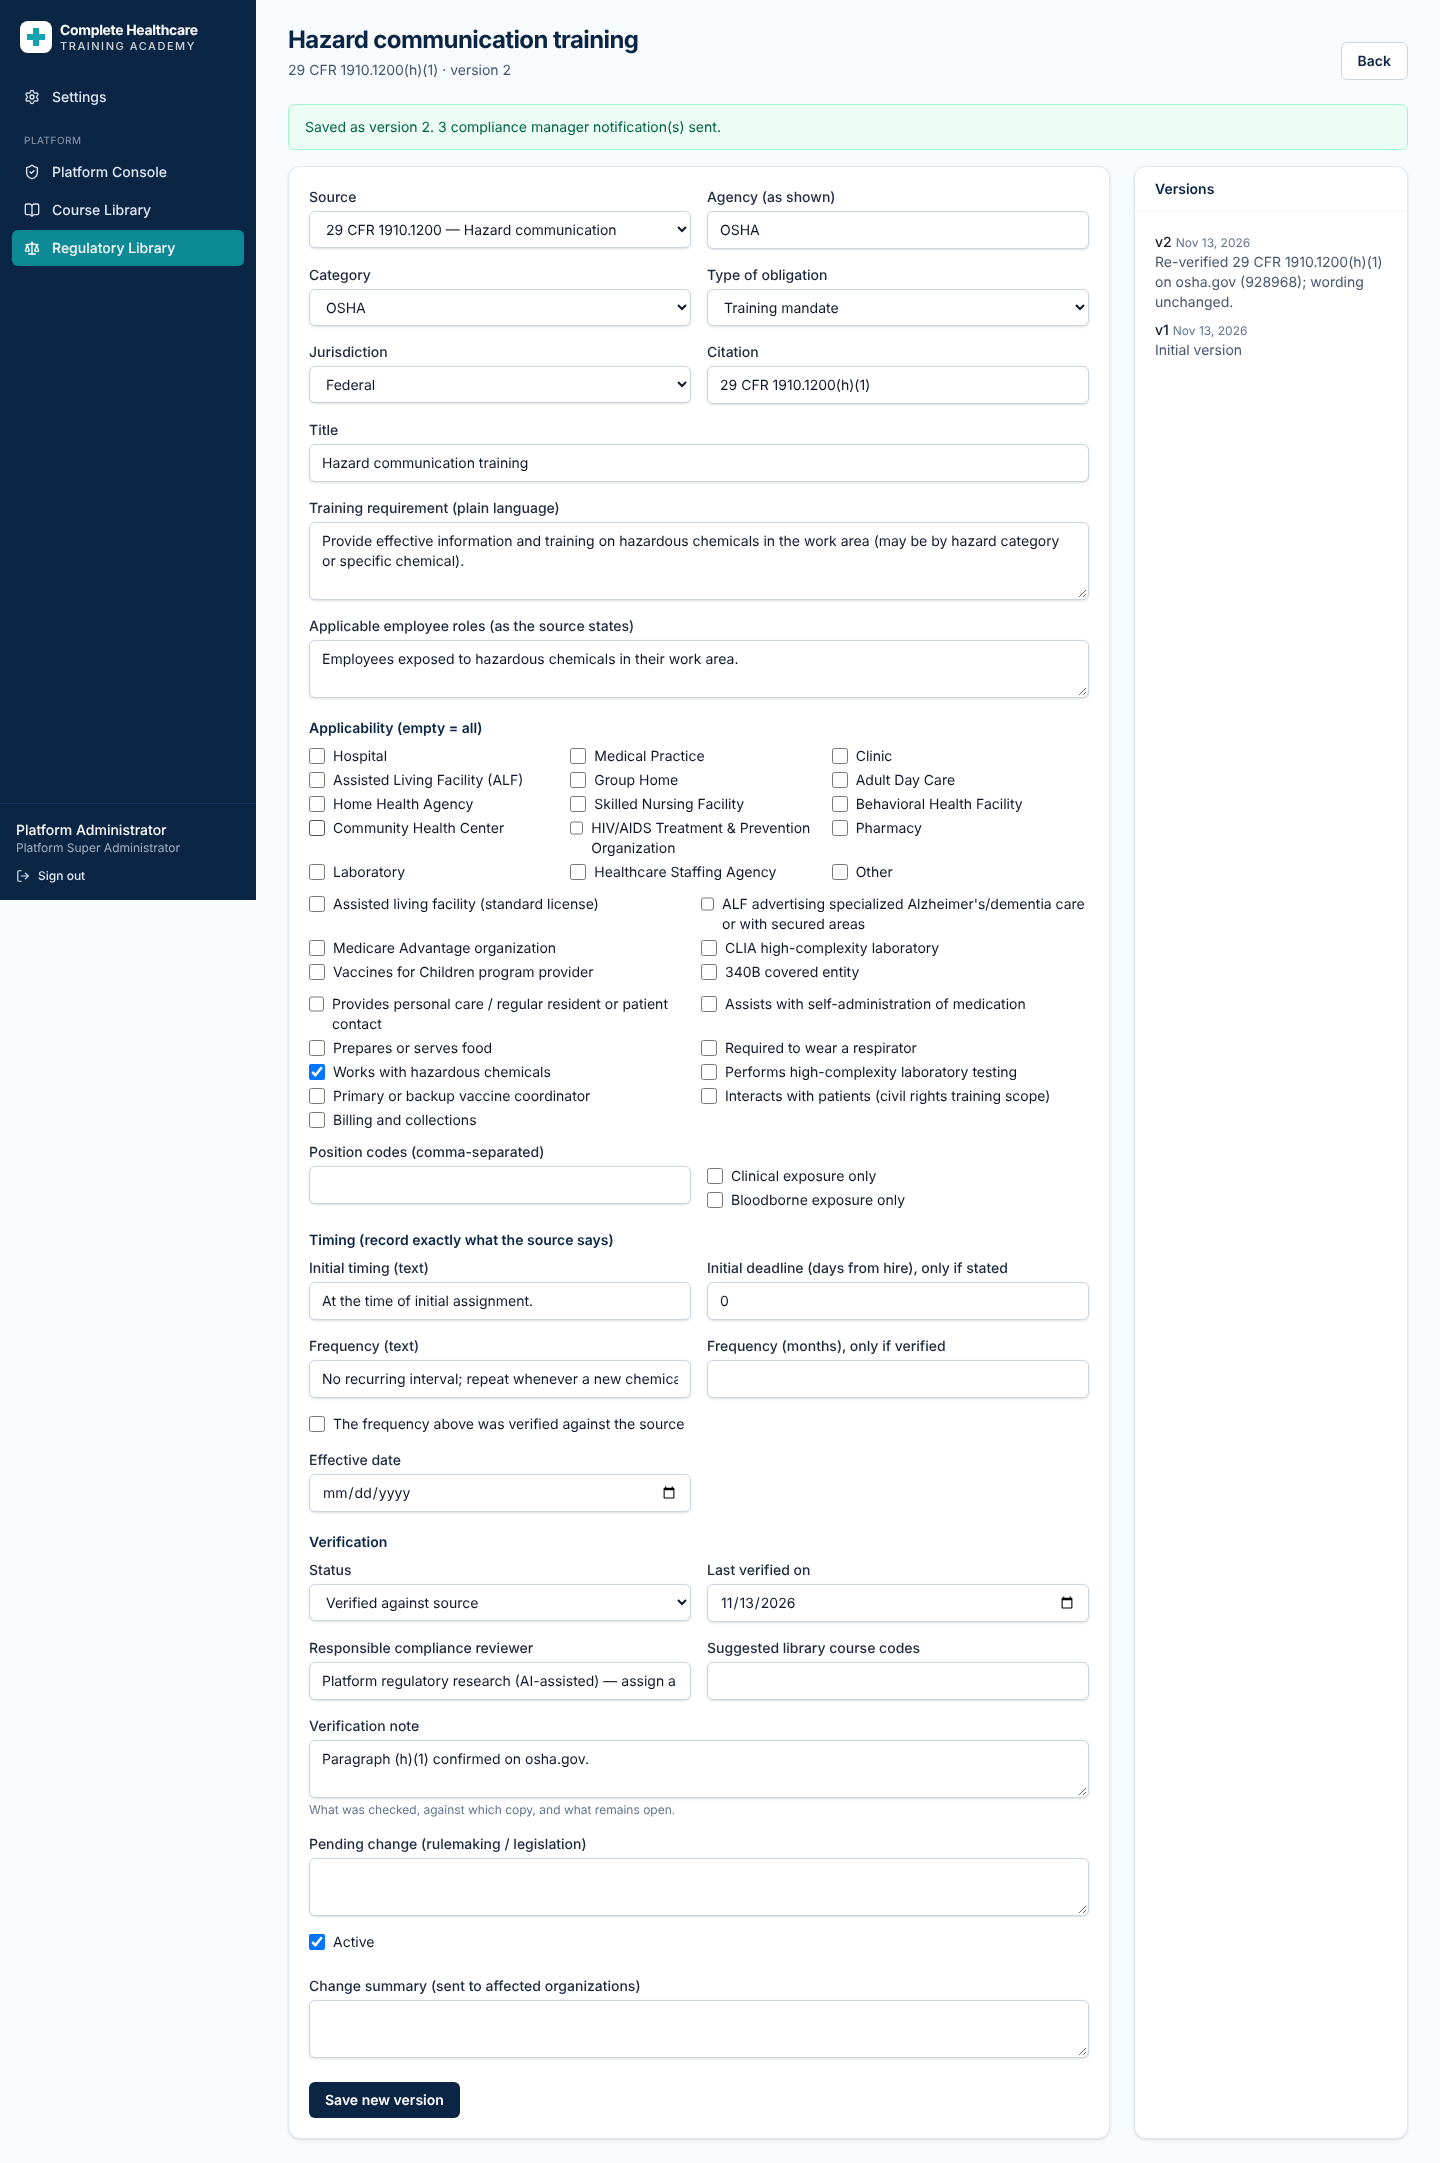 Complete Healthcare
TRAINING ACADEMY
Settings
PLATFORM
Platform Console
Course Library
Regulatory Library
Platform Administrator
Platform Super Administrator
Sign out
Hazard communication training
29 CFR 1910.1200(h)(1) · version 2
Back
Saved as version 2. 3 compliance manager notification(s) sent.
Source
29 CFR 1910.1200 — Hazard communication
Agency (as shown)
OSHA
Category
OSHA
Type of obligation
Training mandate
Jurisdiction
Federal
Citation
29 CFR 1910.1200(h)(1)
Title
Hazard communication training
Training requirement (plain language)
Provide effective information and training on hazardous chemicals in the work area (may be by hazard category
or specific chemical).
Applicable employee roles (as the source states)
Employees exposed to hazardous chemicals in their work area.
Applicability (empty = all)
Hospital
Medical Practice
Clinic
Assisted Living Facility (ALF)
Group Home
Adult Day Care
Home Health Agency
Skilled Nursing Facility
Behavioral Health Facility
Community Health Center
HIV/AIDS Treatment & Prevention
Organization
Pharmacy
Laboratory
Healthcare Staffing Agency
Other
Assisted living facility (standard license)
ALF advertising specialized Alzheimer's/dementia care
or with secured areas
Medicare Advantage organization
CLIA high-complexity laboratory
Vaccines for Children program provider
340B covered entity
Provides personal care / regular resident or patient
contact
Assists with self-administration of medication
Prepares or serves food
Required to wear a respirator
Works with hazardous chemicals
Performs high-complexity laboratory testing
Primary or backup vaccine coordinator
Interacts with patients (civil rights training scope)
Billing and collections
Position codes (comma-separated)
Clinical exposure only
Bloodborne exposure only
Timing (record exactly what the source says)
Initial timing (text)
At the time of initial assignment.
Initial deadline (days from hire), only if stated
0
Frequency (text)
No recurring interval; repeat whenever a new chemica
Frequency (months), only if verified
The frequency above was verified against the source
Effective date
mm/dd/yyyy
Verification
Status
Verified against source
Last verified on
11/13/2026
Responsible compliance reviewer
Platform regulatory research (AI-assisted) — assign a
Suggested library course codes
Verification note
Paragraph (h)(1) confirmed on osha.gov.
What was checked, against which copy, and what remains open.
Pending change (rulemaking / legislation)
Active
Change summary (sent to affected organizations)
Save new version
Versions
v2 Nov 13, 2026
Re-verified 29 CFR 1910.1200(h)(1)
on osha.gov (928968); wording
unchanged.
v1 Nov 13, 2026
Initial version